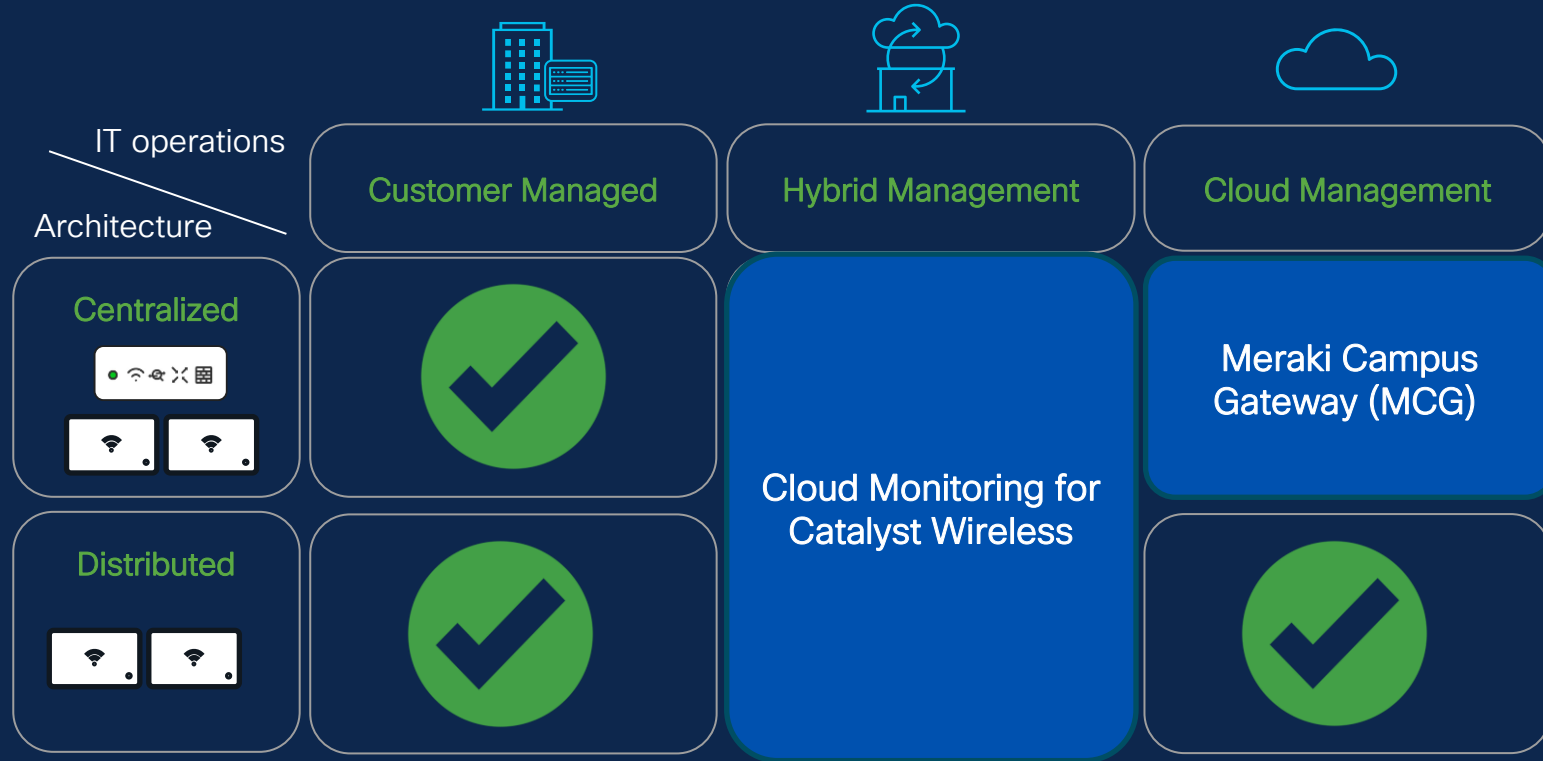 IT operations
Architecture
Customer Managed
Hybrid Management
Cloud Management
Centralized
Meraki Campus
Gateway (MCG)
Cloud Monitoring for
Catalyst Wireless
Distributed